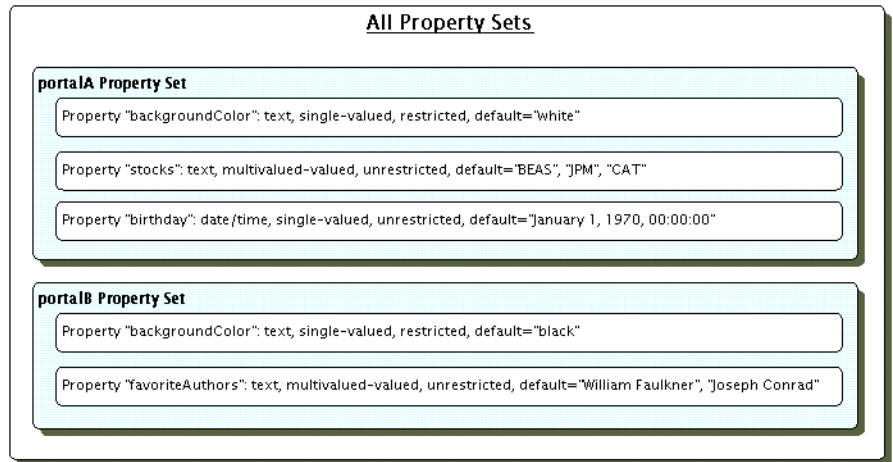 All Property Sets
portalA Property Set
Property "backgroundColor": text, single-valued, restricted, default="white"
Property "stocks": text, multivalued-valued, unrestricted, default="BEAS", "JPM", "CAT"
Property "birthday": date/time, single-valued, unrestricted, default="January 1, 1970, 00:00:00"
portalB Property Set
Property "backgroundColor": text, single-valued, restricted, default="black"
Property "favoriteAuthors": text, multivalued-valued, unrestricted, default="William Faulkner", "Joseph Conrad"